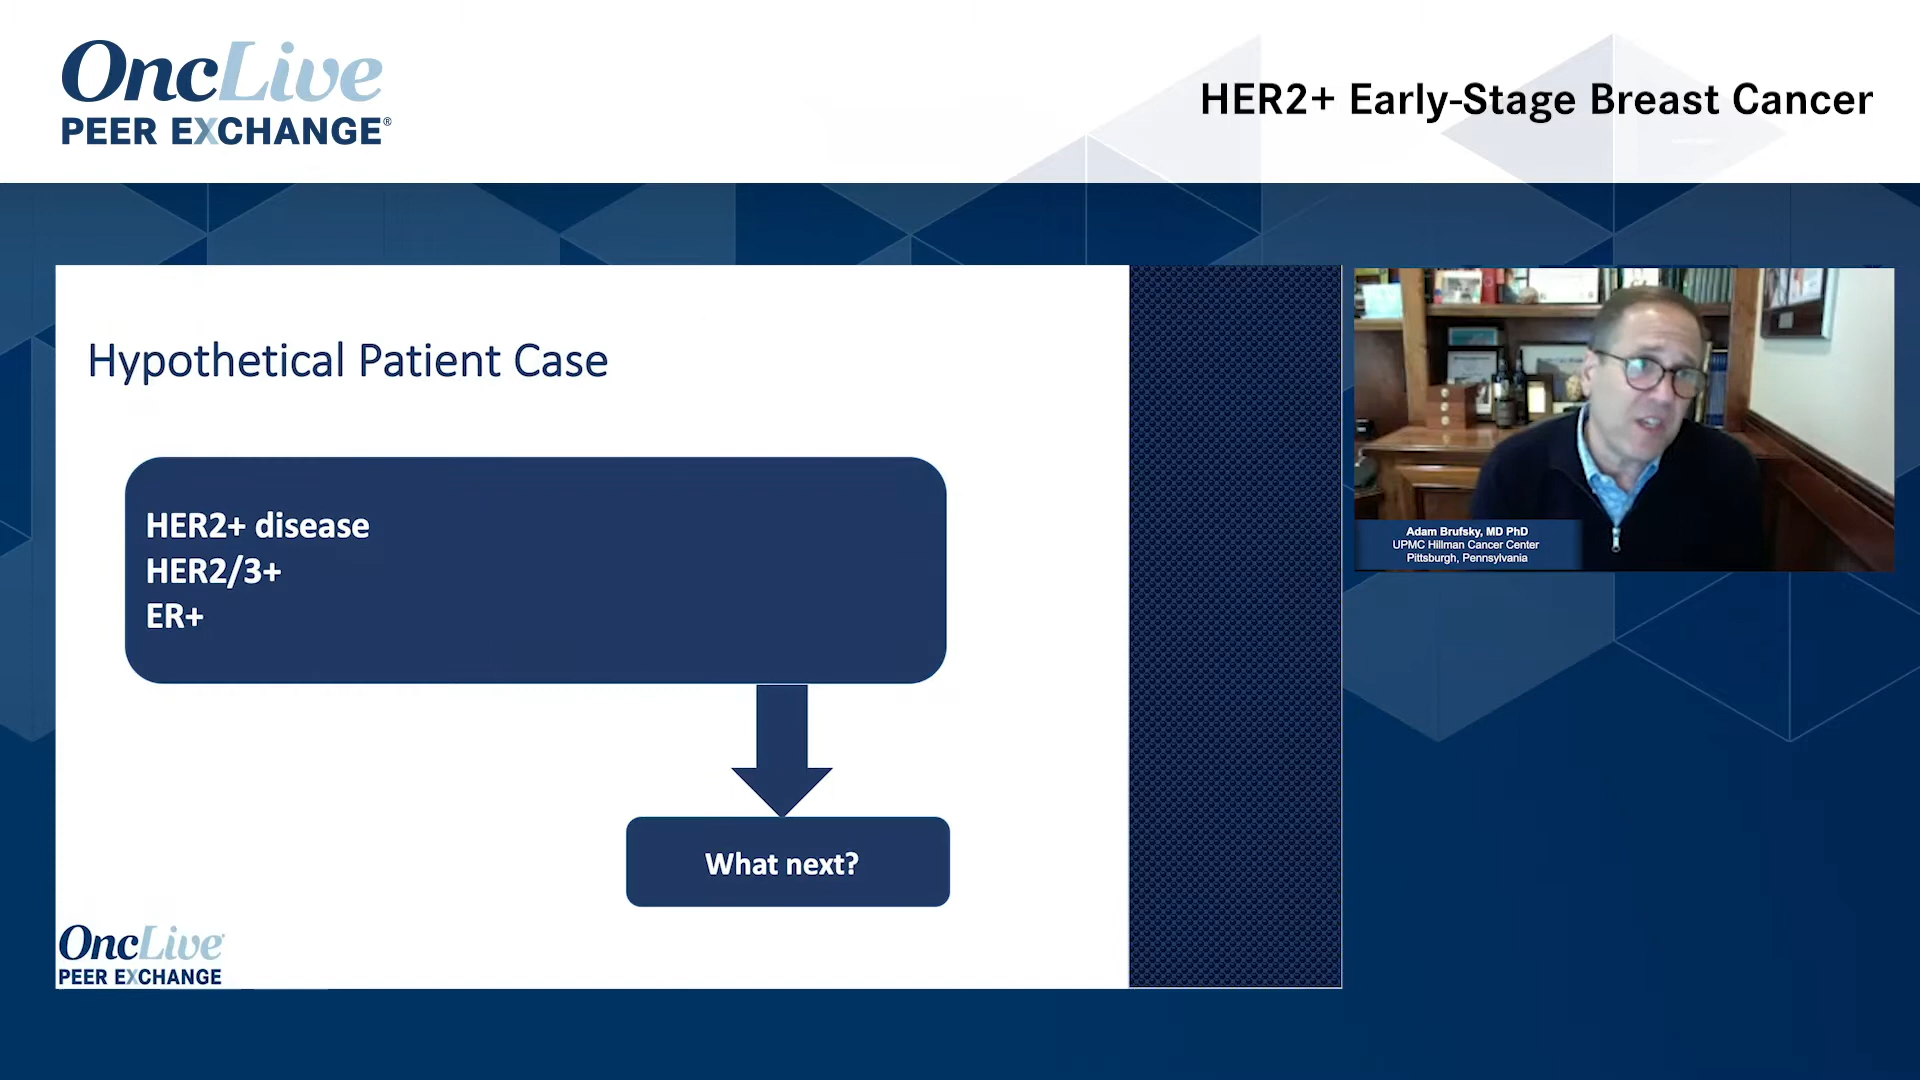 OncLive
PEER EXCHANGE®
HER2+ Early-Stage Breast Cancer
Hypothetical Patient Case
HER2+ disease
HER2/3+
ER+
What next?
OncLive
PEER EXCHANGE
Adam Brufsky, MD PhD
UPMC Hillman Cancer Center
Pittsburgh, Pennsylvania